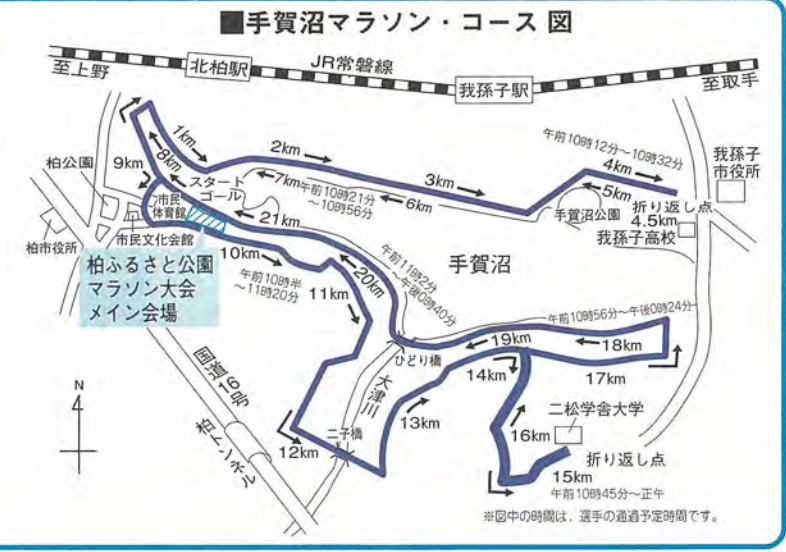 ■手賀沼マラソン・コース 図
至上野
北柏駅
JR常磐線
我孫子駅
至取手
1km
2km
3km
午前10時12分〜10時32分
4km
我孫子
市役所
8km
9km
柏公園
スタート
ゴール
7km
午前10時21分
〜10時56分
6km
5km
手賀沼公園
折り返し点
4.5km
我孫子高校
市民
体育館
市民文化会館
柏市役所
21km
10km
柏ふるさと公園
マラソン大会
メイン会場
午前10時半
〜11時20分
11km
20km
午前11時2分
〜午後0時40分
手賀沼
午前10時56分〜午後0時24分
19km
18km
ひどり橋
14km
17km
国道16号
大津川
13km
N
二松学舎大学
16km
12km
二子橋
柏トンネル
折り返し点
15km
午前10時45分〜正午
※図中の時間は、選手の通過予定時間です。